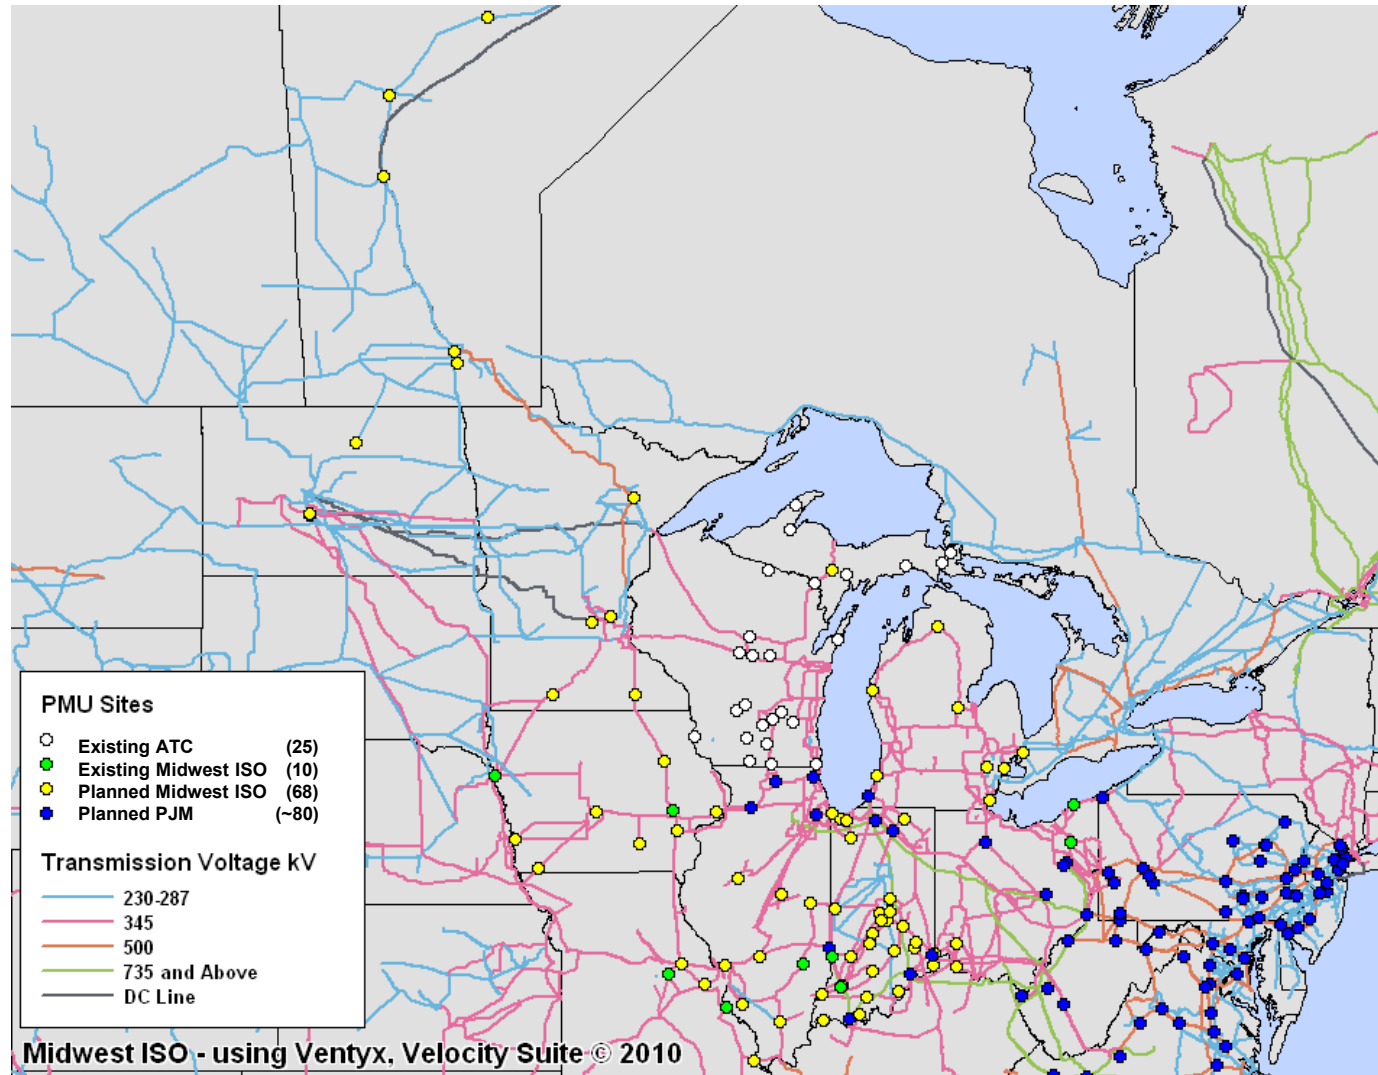 PMU Sites
Existing ATC (25)
Existing Midwest ISO (10)
Planned Midwest ISO (68)
Planned PJM (~80)
Transmission Voltage kV
230-287
345
500
735 and Above
DC Line
Midwest ISO - using Ventyx, Velocity Suite © 2010